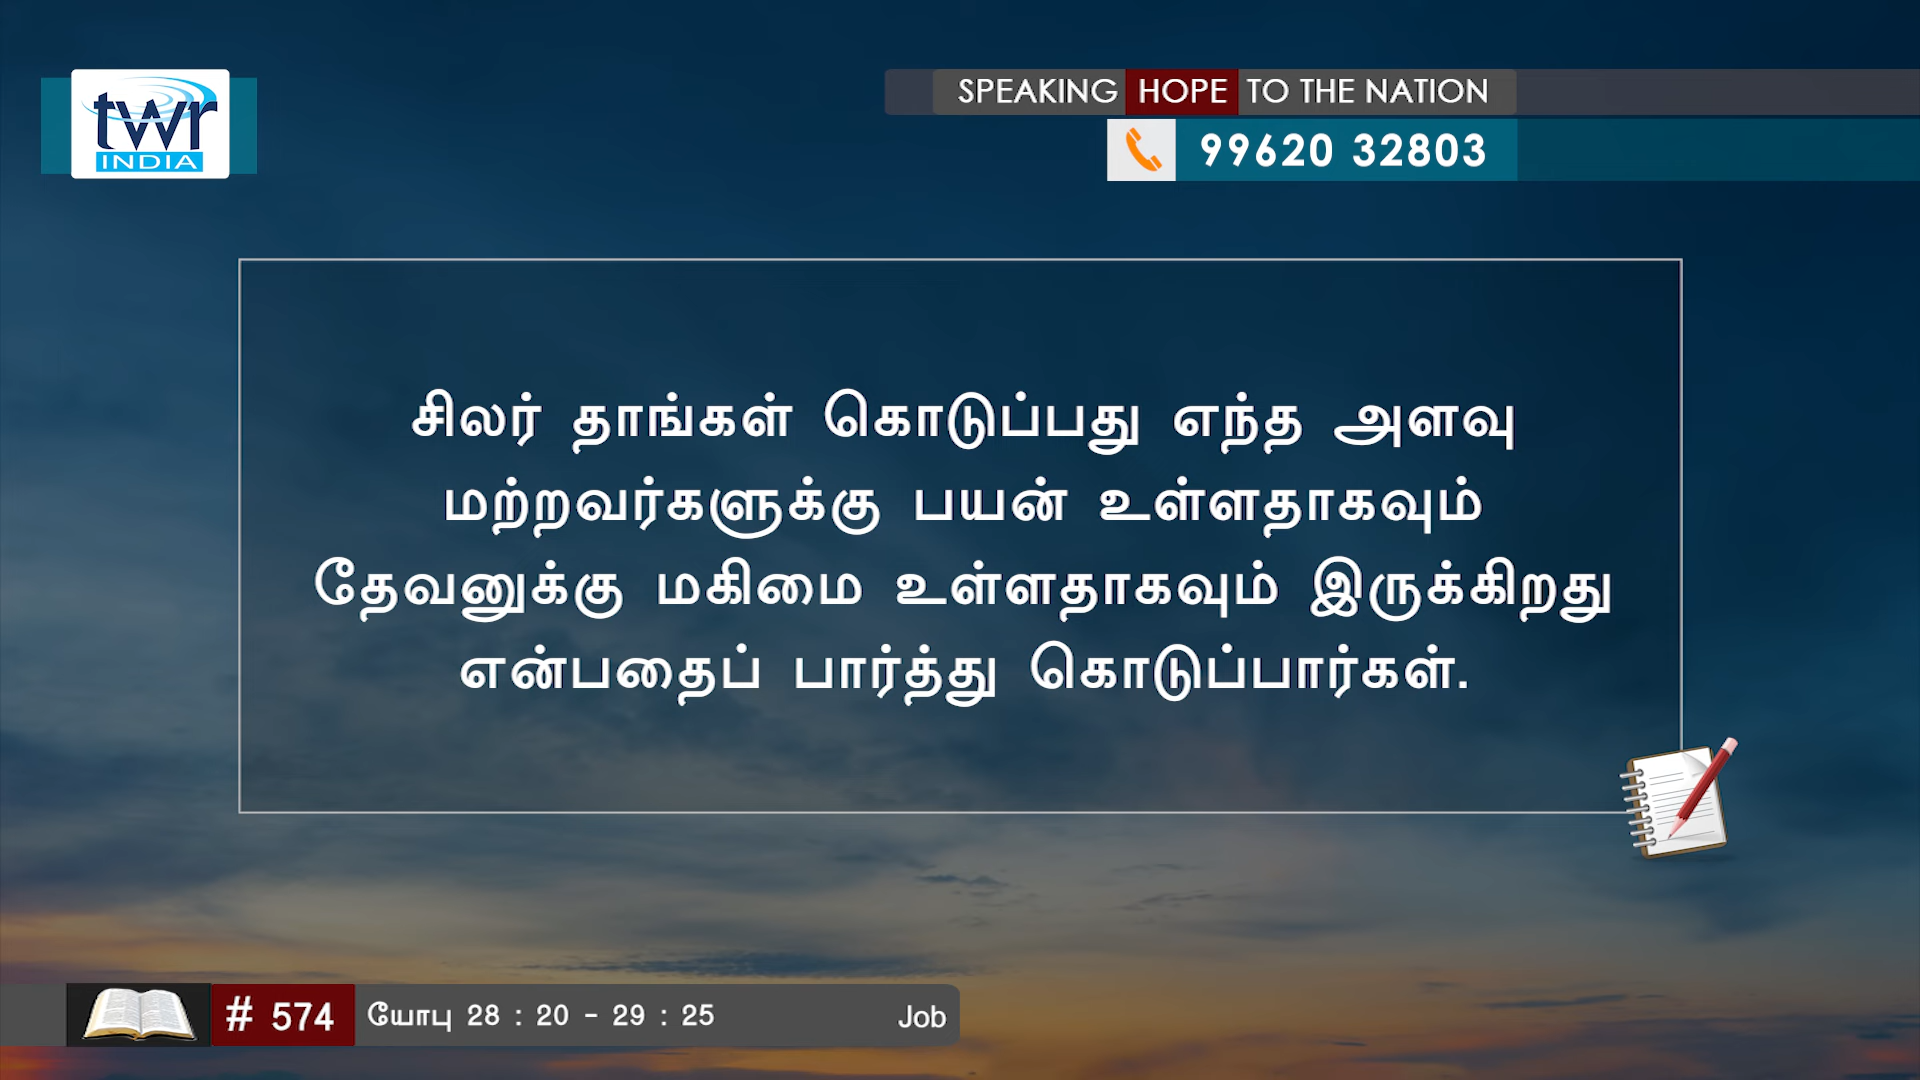 twr
INDIA
SPEAKING HOPE TO THE NATION
99620 32803
சிலர் தாங்கள் கொடுப்பது எந்த அளவு
மற்றவர்களுக்கு பயன் உள்ளதாகவும்
தேவனுக்கு மகிமை உள்ளதாகவும் இருக்கிறது
என்பதைப் பார்த்து கொடுப்பார்கள்.
# 574 யோபு 28 : 20 - 29 : 25 Job